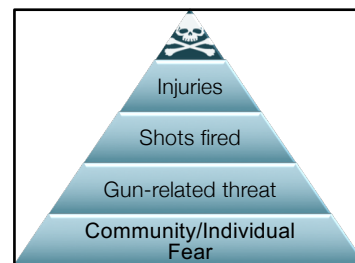 Injuries
Shots fired
Gun-related threat
Community/Individual
Fear